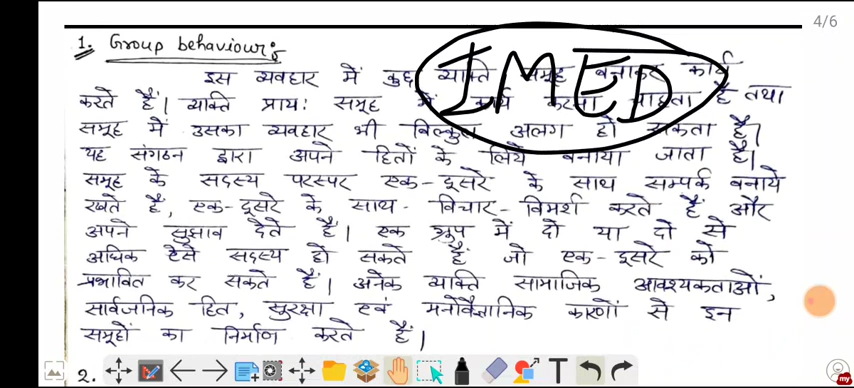 4/6
1. Group behaviour :-
इस व्यवहार में कुछ व्यक्ति समूह बनाकर कार्य
करते हैं। व्यक्ति प्रायः समूह में कार्य करना चाहता है तथा
समूह में उसका व्यवहार भी बिल्कुल अलग हो सकता है।
यह संगठन द्वारा अपने हितों के लिये बनाया जाता है।
समूह के सदस्य परस्पर एक-दूसरे के साथ सम्पर्क बनाये
रखते हैं, एक-दूसरे के साथ विचार-विमर्श करते हैं और
अपने सुझाव देते हैं। एक ग्रुप में दो या दो से
अधिक ऐसे सदस्य हो सकते हैं जो एक-दूसरे को
प्रभावित कर सकते हैं। अनेक व्यक्ति सामाजिक आवश्यकताओं,
सार्वजनिक हित, सुरक्षा एवं मनोवैज्ञानिक कारणों से इन
समूहों का निर्माण करते हैं।
IMED
2.
T
my